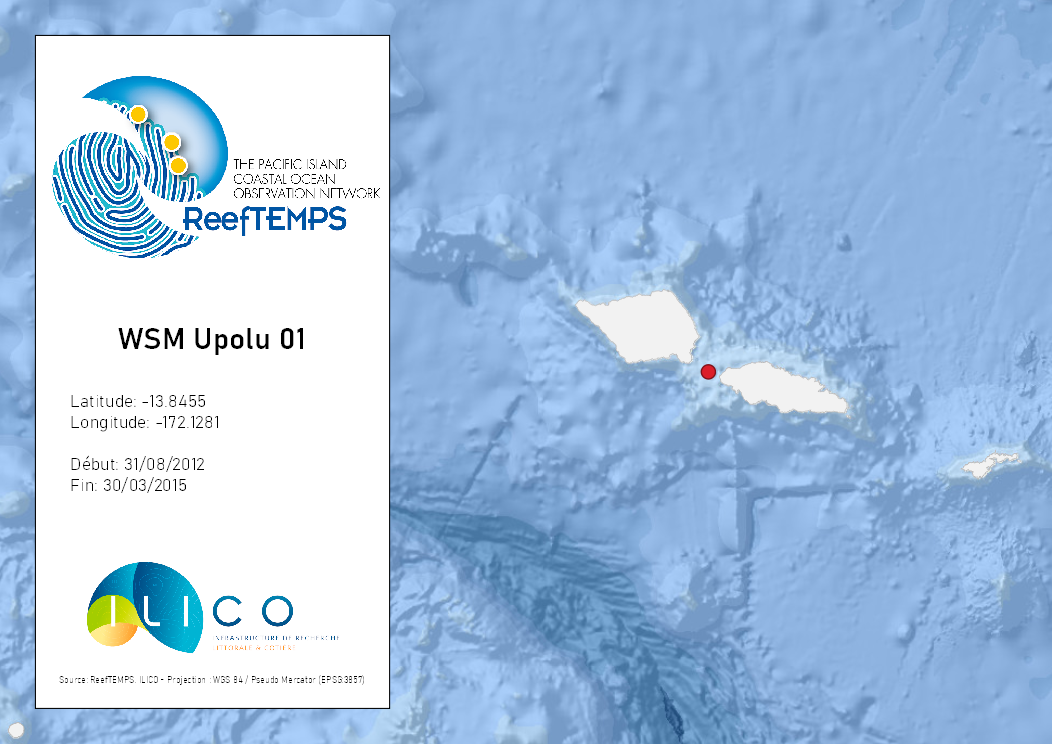 THE PACIFIC ISLAND
COASTAL OCEAN
OBSERVATION NETWORK
ReefTEMPS
WSM Upolu 01
Latitude: -13.8455
Longitude: -172.1281
Début: 31/08/2012
Fin: 30/03/2015
ILICO
INFRASTRUCTURE DE RECHERCHE
LITTORALE & CÔTIÈRE
Source: ReefTEMPS, ILICO - Projection : WGS 84 / Pseudo Mercator (EPSG:3857)